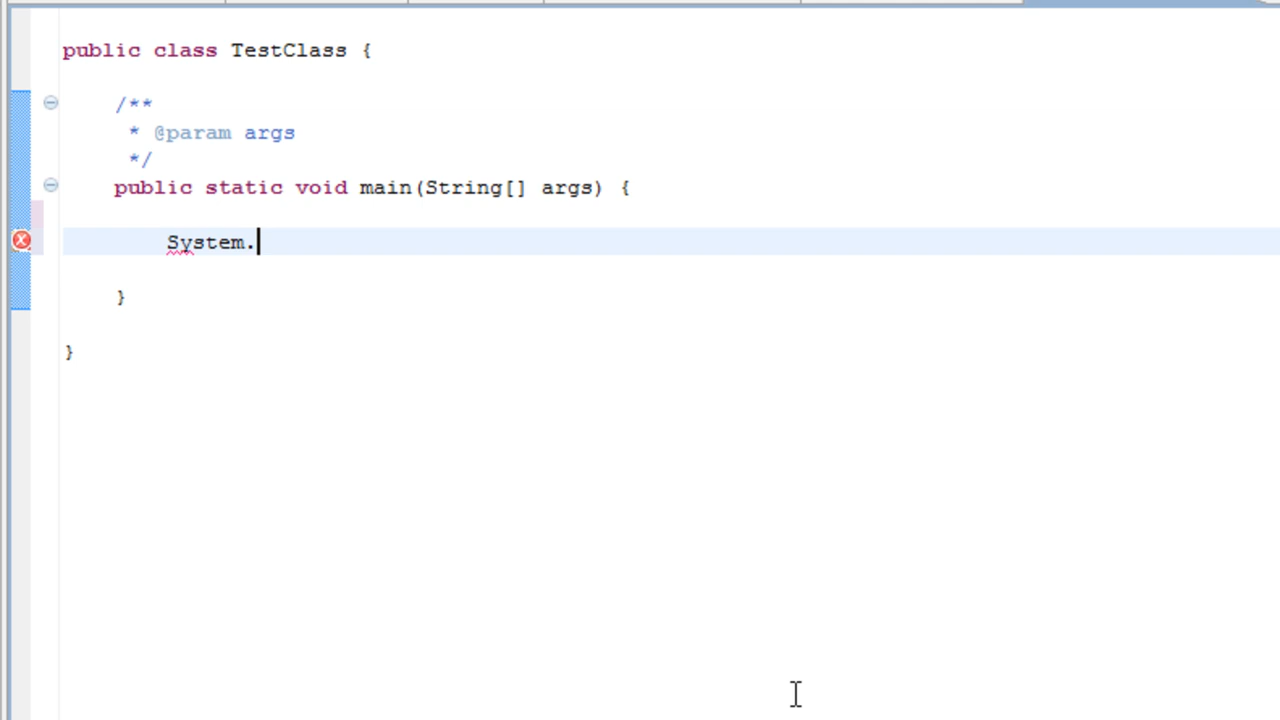 public class TestClass {
/**
* @param args
*/
public static void main(String[] args) {
System.
}
}